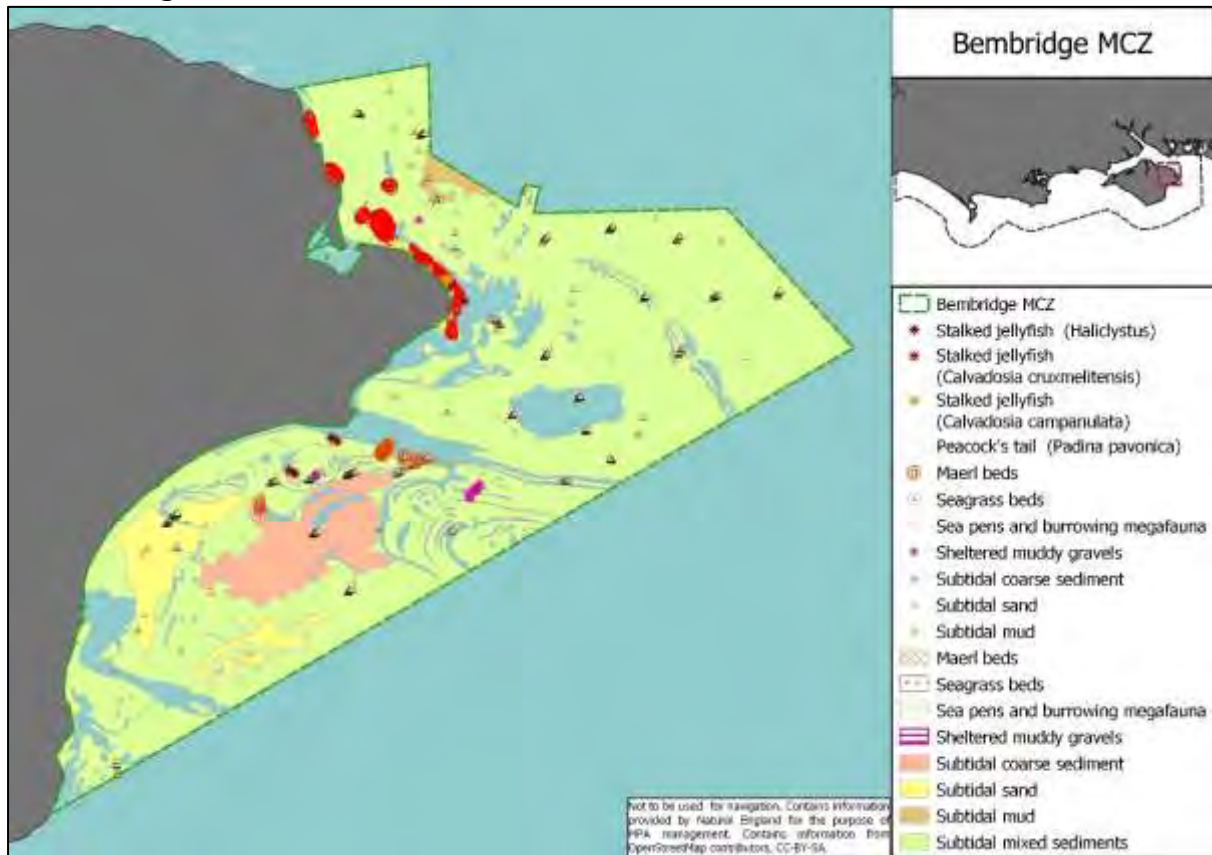 Bembridge MCZ
Bembridge MCZ
Stalked jellyfish (Haliclystus)
Stalked jellyfish
(Calvadosia cruxmelitensis)
Stalked jellyfish
(Calvadosia campanulata)
Peacock's tail (Padina pavonica)
Maerl beds
Seagrass beds
Sea pens and burrowing megafauna
Sheltered muddy gravels
Subtidal coarse sediment
Subtidal sand
Subtidal mud
Maerl beds
Seagrass beds
Sea pens and burrowing megafauna
Sheltered muddy gravels
Subtidal coarse sediment
Subtidal sand
Subtidal mud
Subtidal mixed sediments
Not to be used for navigation. Contains information
provided by Natural England for the purpose of
MPA management. Contains information from
OpenStreetMap contributors, CC-BY-SA.